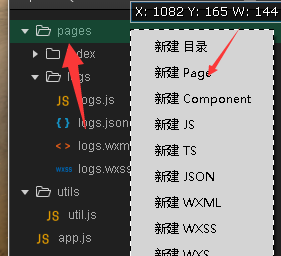 X: 1082 Y: 165 W: 144
pages
index
logs
JS logs.js
{ } logs.json
< > logs.wxm
WXSS logs.wxss
utils
JS util.js
JS app.js
新建 目录
新建 Page
新建 Component
新建 JS
新建 TS
新建 JSON
新建 WXML
新建 WXSS
新建 WXS